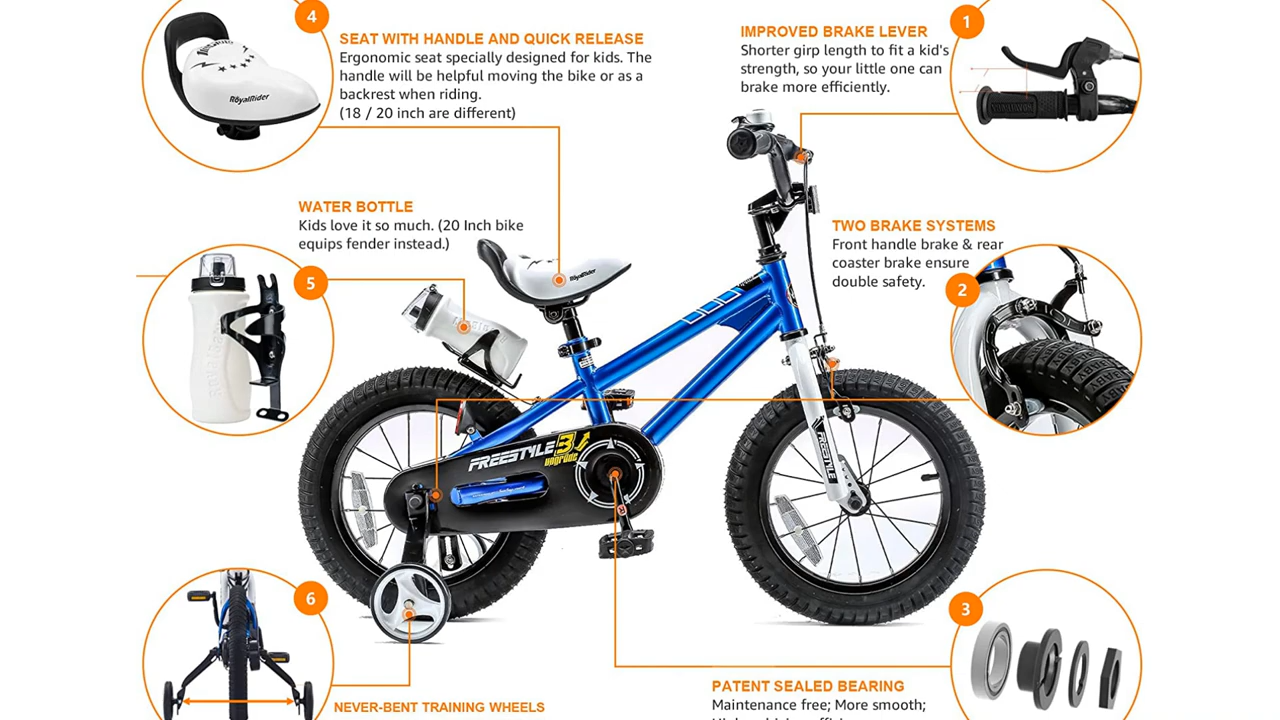 4
SEAT WITH HANDLE AND QUICK RELEASE
Ergonomic seat specially designed for kids. The
handle will be helpful moving the bike or as a
backrest when riding.
(18 / 20 inch are different)
RoyalRider
IMPROVED BRAKE LEVER
Shorter girp length to fit a kid's
strength, so your little one can
brake more efficiently.
1
WATER BOTTLE
Kids love it so much. (20 Inch bike
equips fender instead.)
5
TWO BRAKE SYSTEMS
Front handle brake & rear
coaster brake ensure
double safety.
2
RoyalRider
FREESTYLE
upgrade
FREESTYLE
6
NEVER-BENT TRAINING WHEELS
3
PATENT SEALED BEARING
Maintenance free; More smooth;